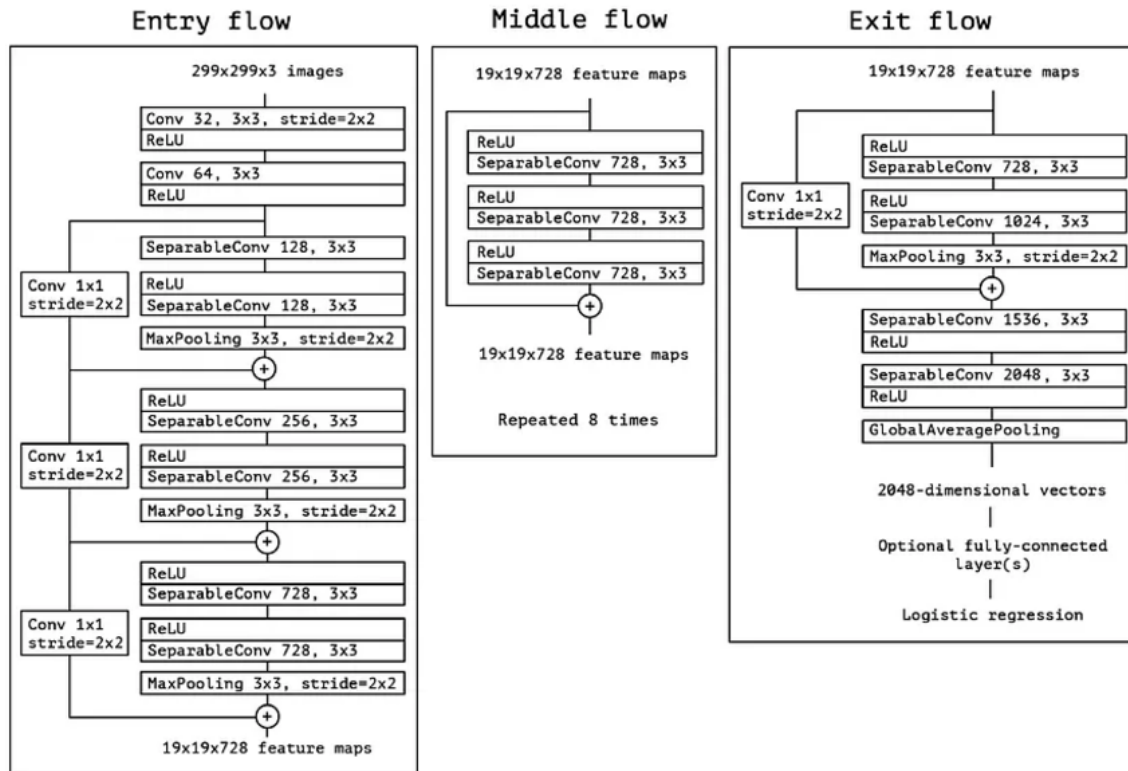 Entry flow
299x299x3 images
Conv 32, 3x3, stride=2x2
ReLU
Conv 64, 3x3
ReLU
SeparableConv 128, 3x3
Conv 1x1
stride=2x2
ReLU
SeparableConv 128, 3x3
MaxPooling 3x3, stride=2x2
+
ReLU
SeparableConv 256, 3x3
Conv 1x1
stride=2x2
ReLU
SeparableConv 256, 3x3
MaxPooling 3x3, stride=2x2
+
ReLU
SeparableConv 728, 3x3
Conv 1x1
stride=2x2
ReLU
SeparableConv 728, 3x3
MaxPooling 3x3, stride=2x2
+
19x19x728 feature maps
Middle flow
19x19x728 feature maps
ReLU
SeparableConv 728, 3x3
ReLU
SeparableConv 728, 3x3
ReLU
SeparableConv 728, 3x3
+
19x19x728 feature maps
Repeated 8 times
Exit flow
19x19x728 feature maps
ReLU
SeparableConv 728, 3x3
Conv 1x1
stride=2x2
ReLU
SeparableConv 1024, 3x3
MaxPooling 3x3, stride=2x2
+
SeparableConv 1536, 3x3
ReLU
SeparableConv 2048, 3x3
ReLU
GlobalAveragePooling
2048-dimensional vectors
Optional fully-connected
layer(s)
Logistic regression